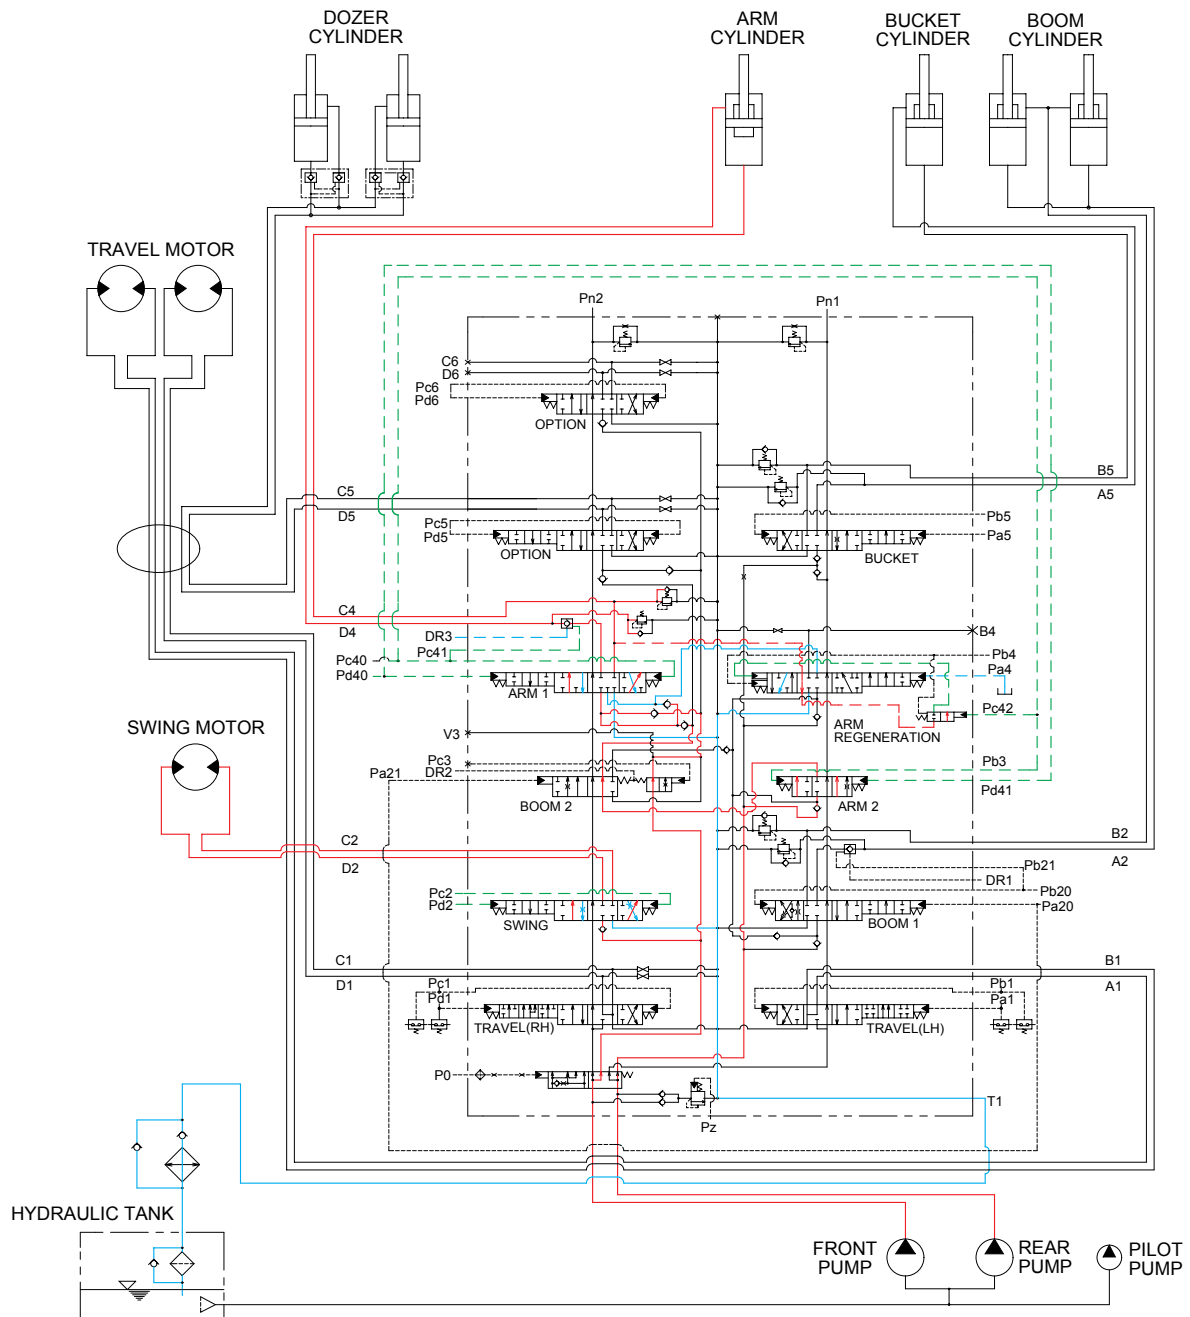 DOZER
CYLINDER
ARM
CYLINDER
BUCKET
CYLINDER
BOOM
CYLINDER
TRAVEL MOTOR
Pn2
Pn1
C6
D6
Pc6
Pd6
OPTION
C5
D5
B5
A5
Pc5
Pd5
OPTION
Pb5
Pa5
BUCKET
C4
D4
DR3
Pc41
Pc40
Pd40
ARM 1
B4
Pb4
Pa4
Pc42
ARM
REGENERATION
SWING MOTOR
V3
Pc3
DR2
Pa21
BOOM 2
Pb3
Pd41
ARM 2
C2
D2
B2
A2
Pb21
DR1
Pc2
Pd2
SWING
Pb20
Pa20
BOOM 1
C1
D1
B1
A1
Pc1
Pd1
TRAVEL(RH)
Pb1
Pa1
TRAVEL(LH)
P0
Pz
T1
HYDRAULIC TANK
FRONT
PUMP
REAR
PUMP
PILOT
PUMP